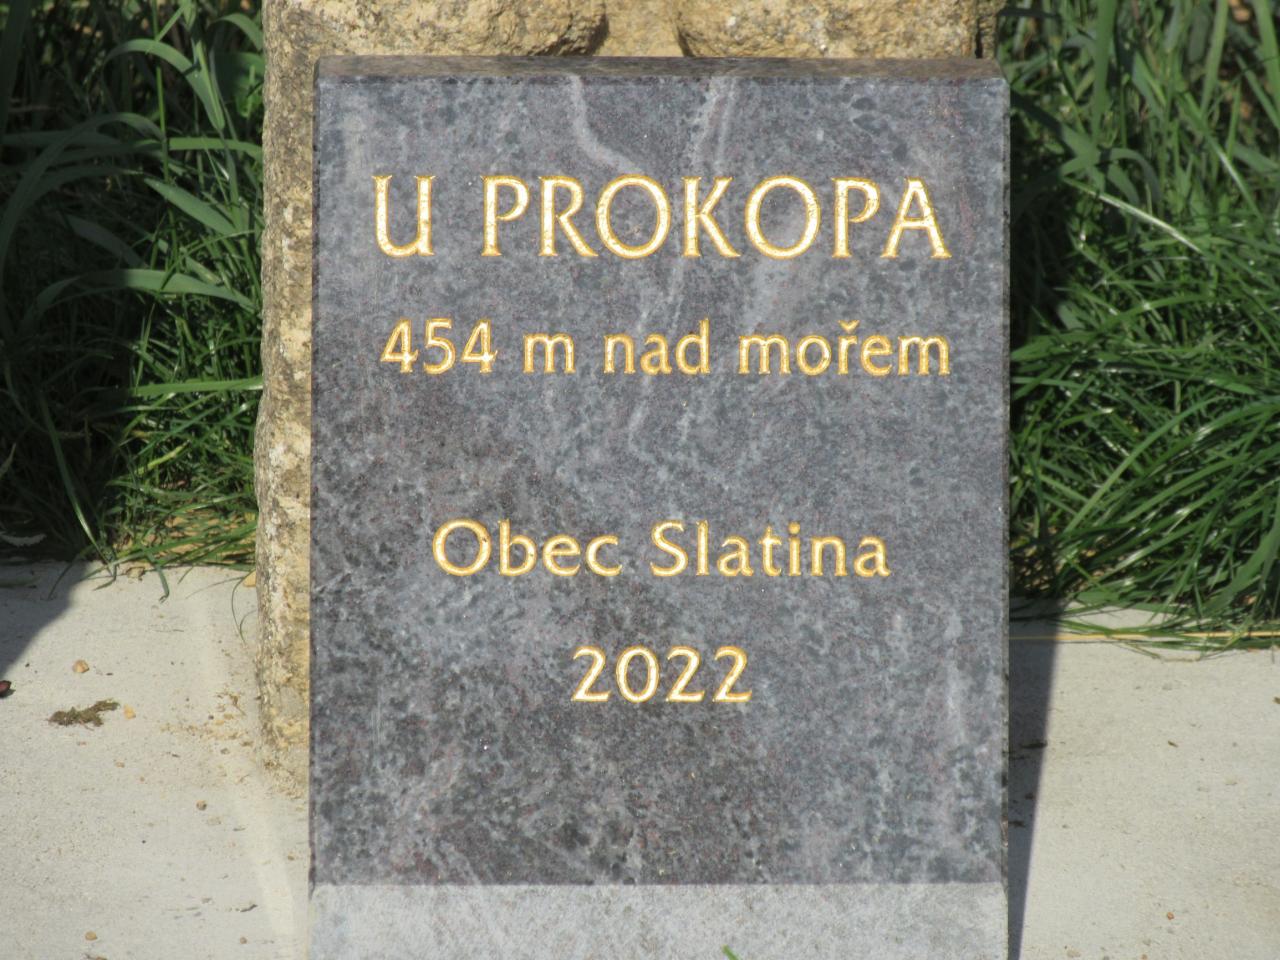 U PROKOPA
454 m nad mořem
Obec Slatina
2022